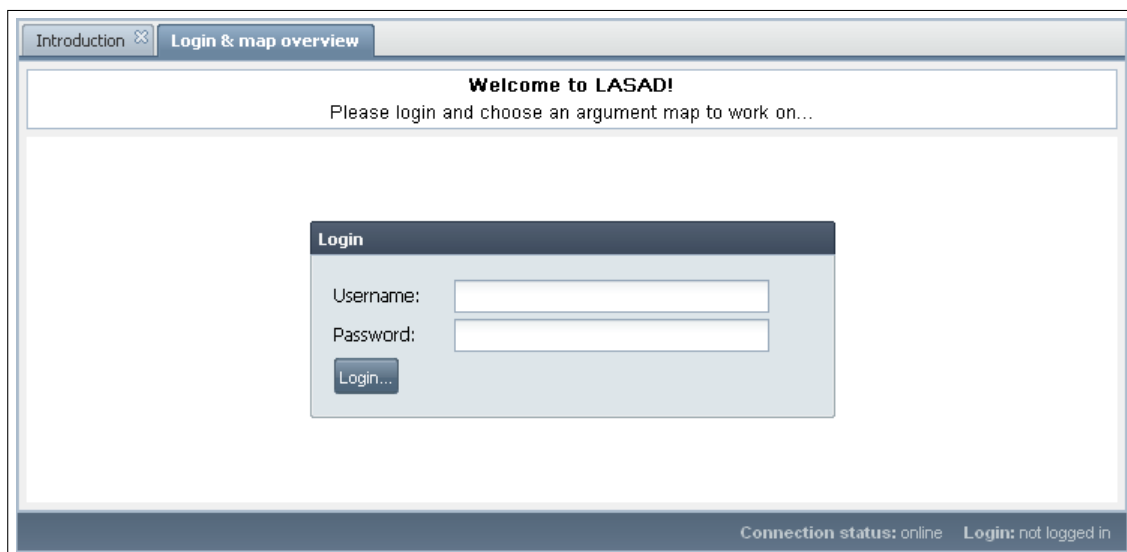 Introduction Login & map overview
Welcome to LASAD!
Please login and choose an argument map to work on...
Login
Username:
Password:
Login...
Connection status: online Login: not logged in